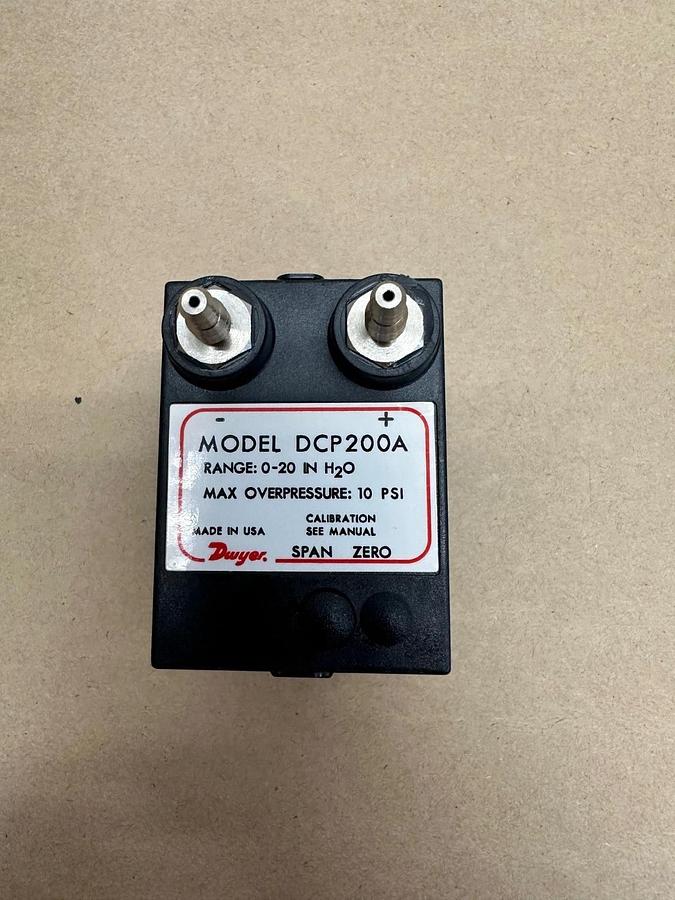 - +
MODEL DCP200A
RANGE: 0-20 IN H₂O
MAX OVERPRESSURE: 10 PSI
CALIBRATION
MADE IN USA SEE MANUAL
Dwyer. SPAN ZERO